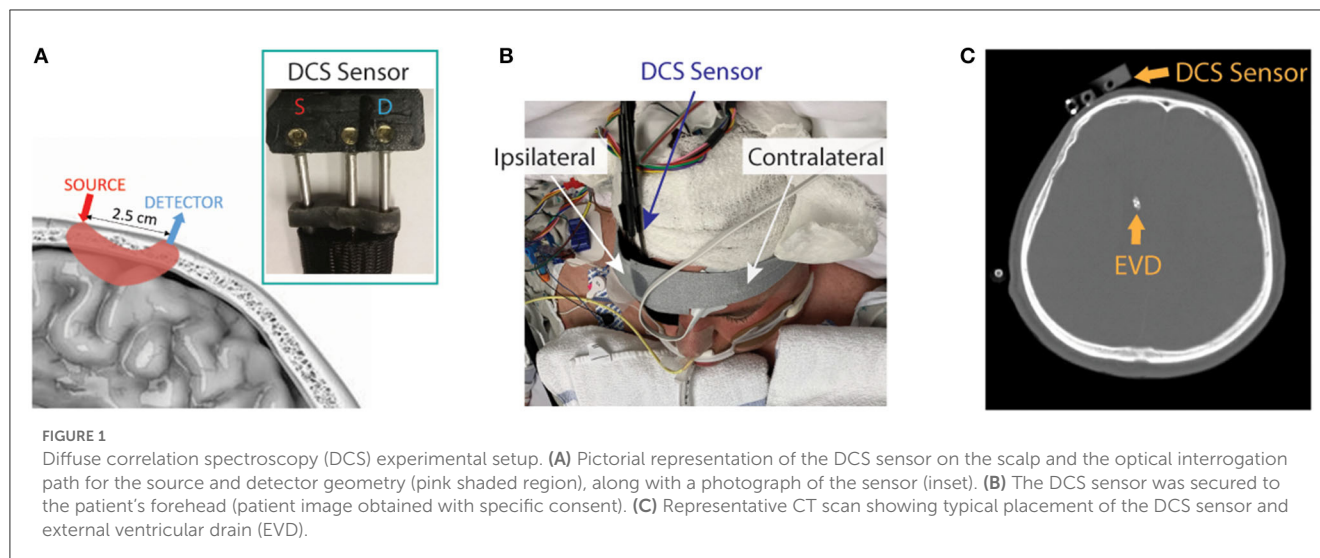 A
DCS Sensor
S
D
SOURCE
DETECTOR
2.5 cm
B
DCS Sensor
Ipsilateral
Contralateral
C
DCS Sensor
EVD
FIGURE 1
Diffuse correlation spectroscopy (DCS) experimental setup. (A) Pictorial representation of the DCS sensor on the scalp and the optical interrogation
path for the source and detector geometry (pink shaded region), along with a photograph of the sensor (inset). (B) The DCS sensor was secured to
the patient's forehead (patient image obtained with specific consent). (C) Representative CT scan showing typical placement of the DCS sensor and
external ventricular drain (EVD).